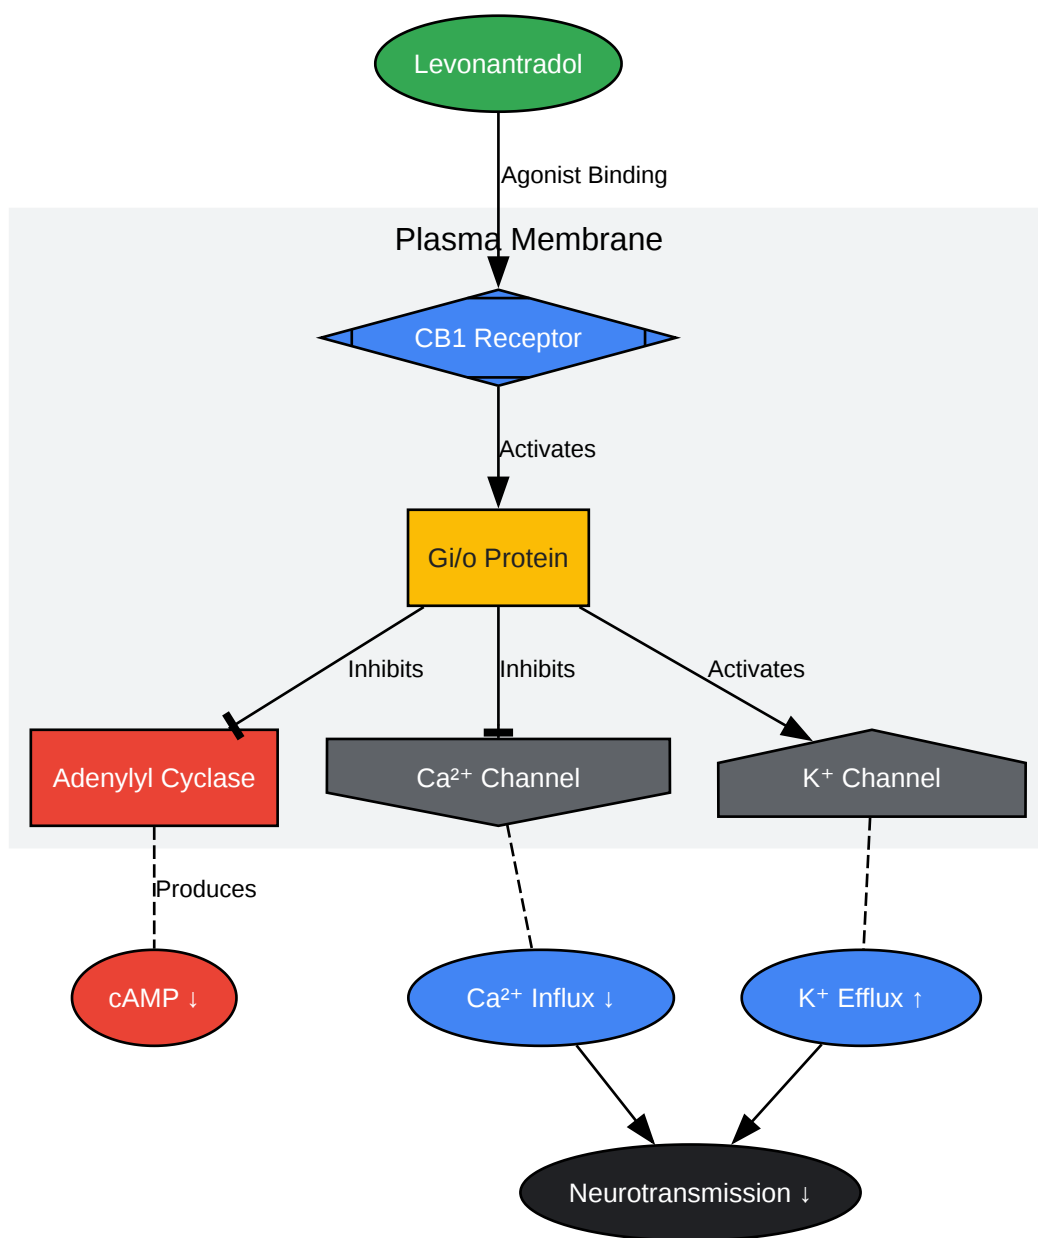 Levonantradol
Agonist Binding
Plasma Membrane
CB1 Receptor
Activates
Gi/o Protein
Inhibits
Inhibits
Activates
Adenylyl Cyclase
Ca²⁺ Channel
K⁺ Channel
Produces
cAMP ↓
Ca²⁺ Influx ↓
K⁺ Efflux ↑
Neurotransmission ↓